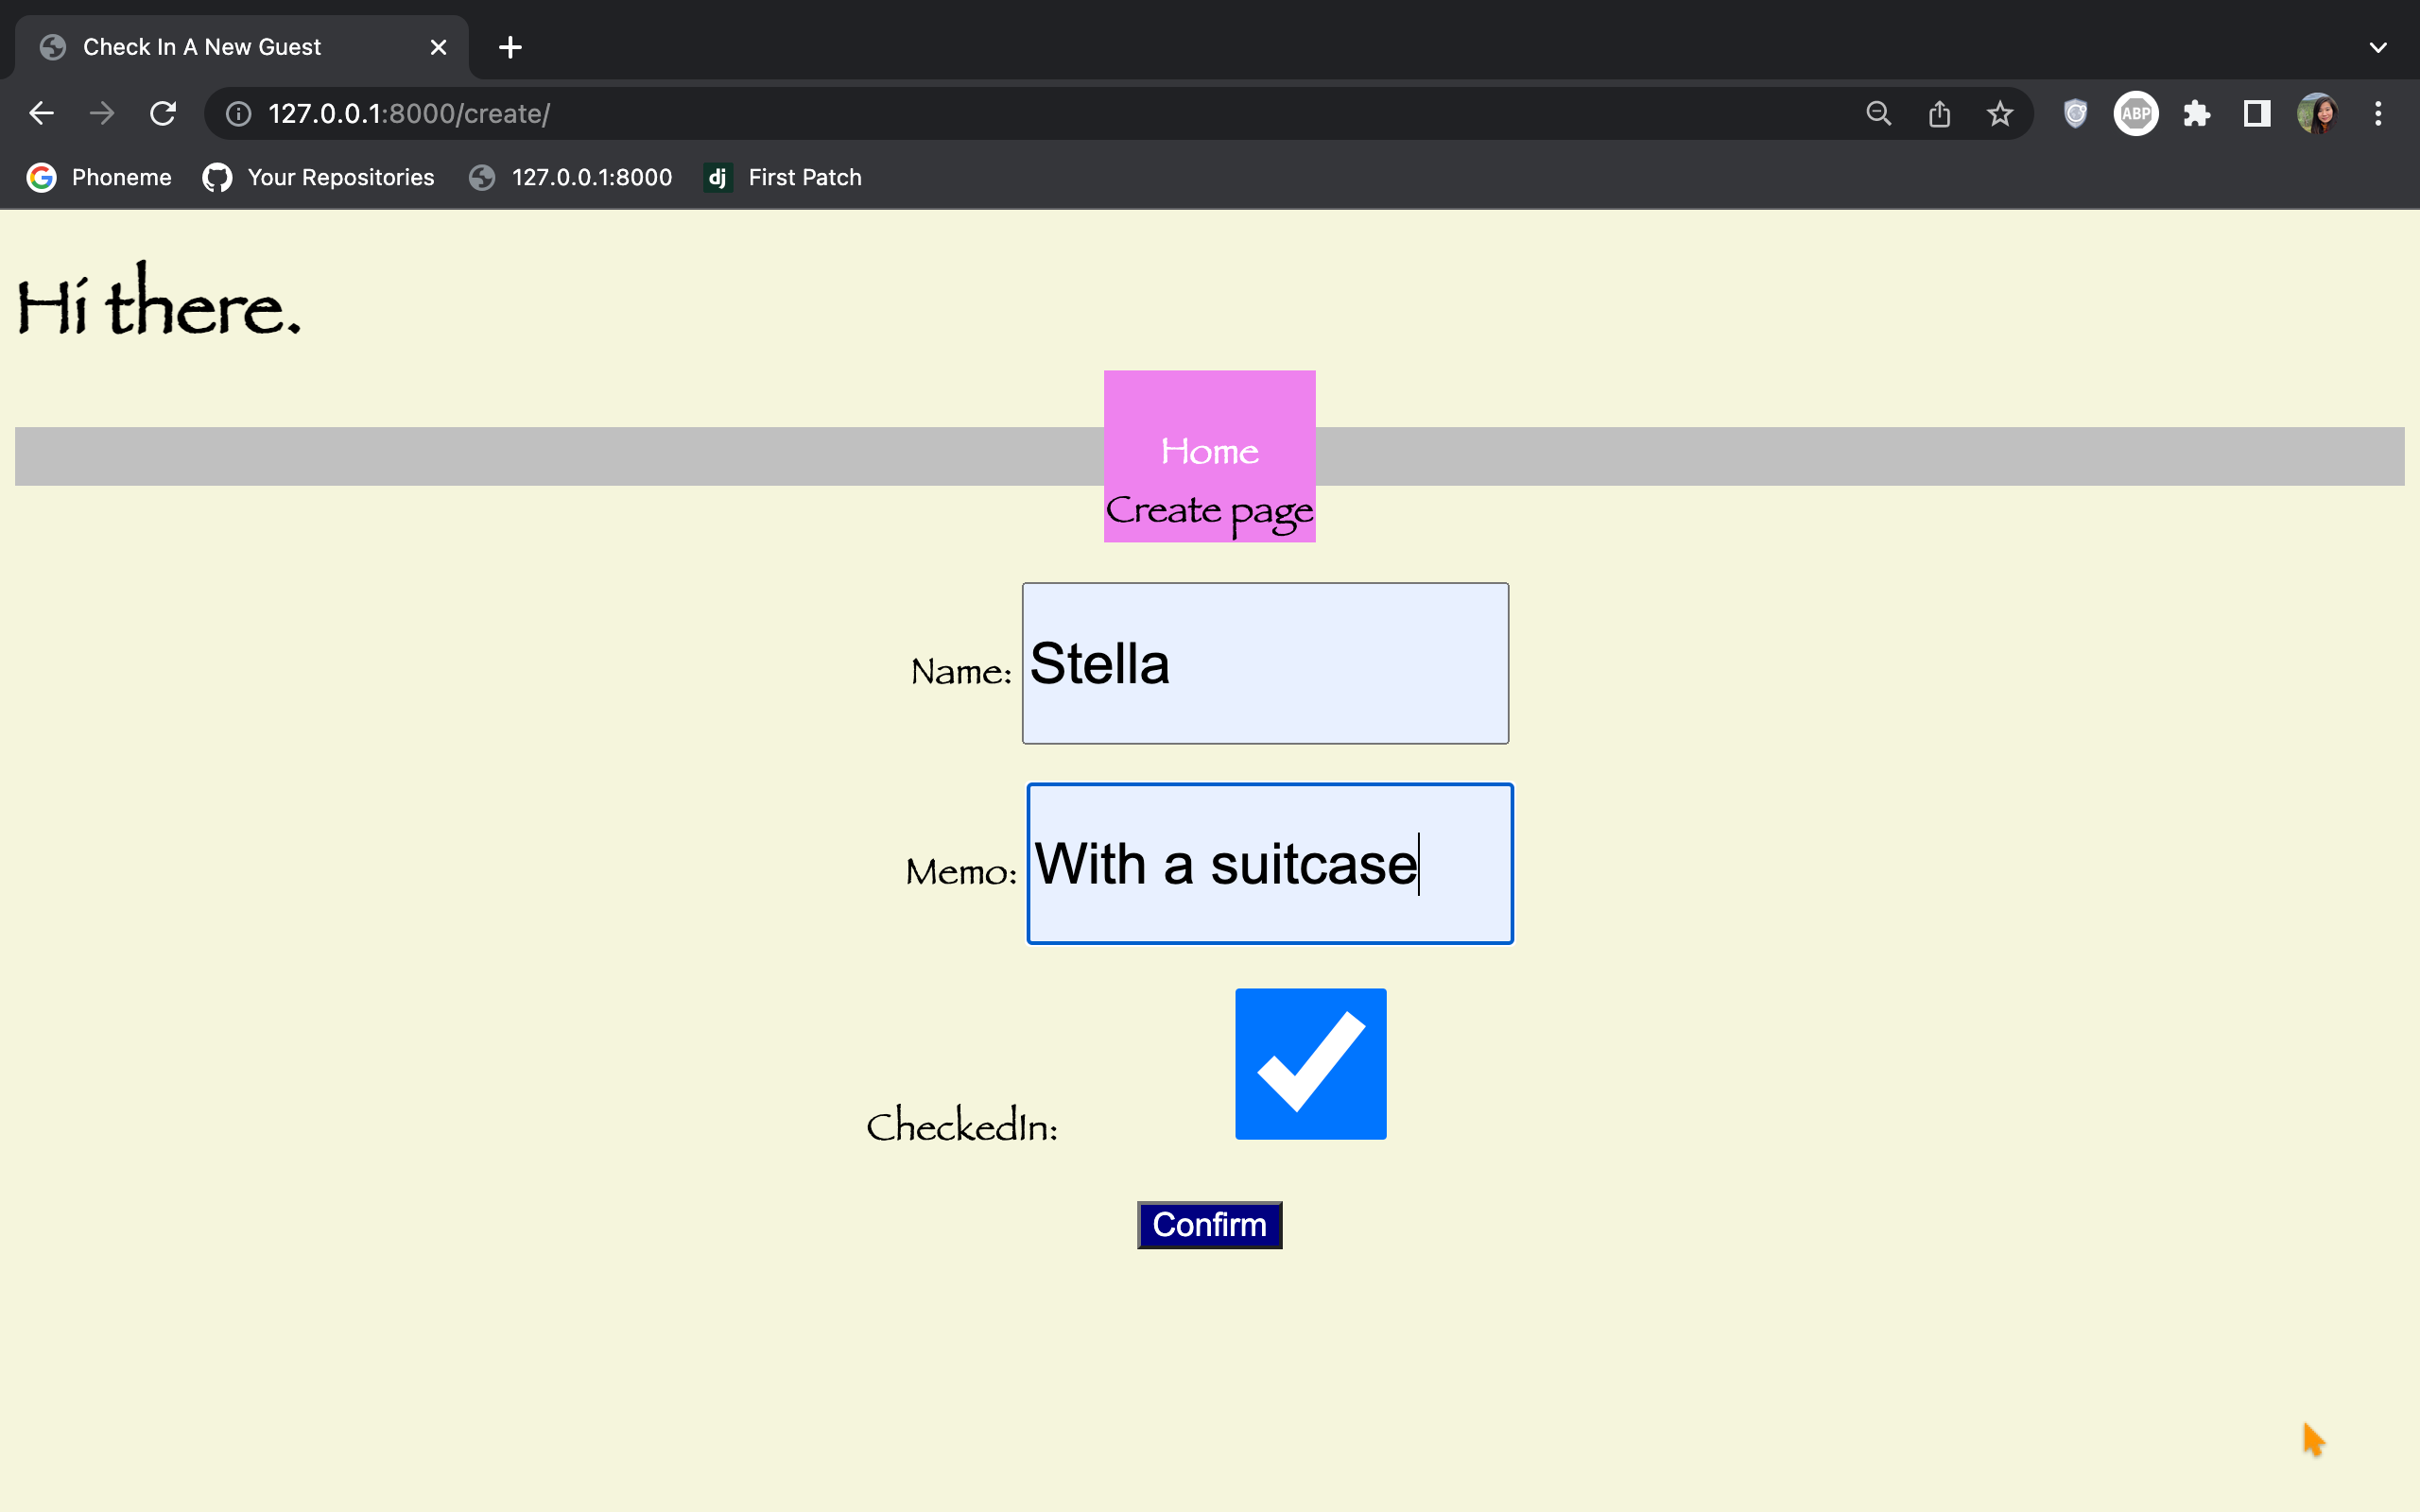 Check In A New Guest
127.0.0.1:8000/create/
ABP
Phoneme Your Repositories 127.0.0.1:8000 dj First Patch
Hi there.
Home
Create page
Name: Stella
Memo: With a suitcase
CheckedIn:
Confirm